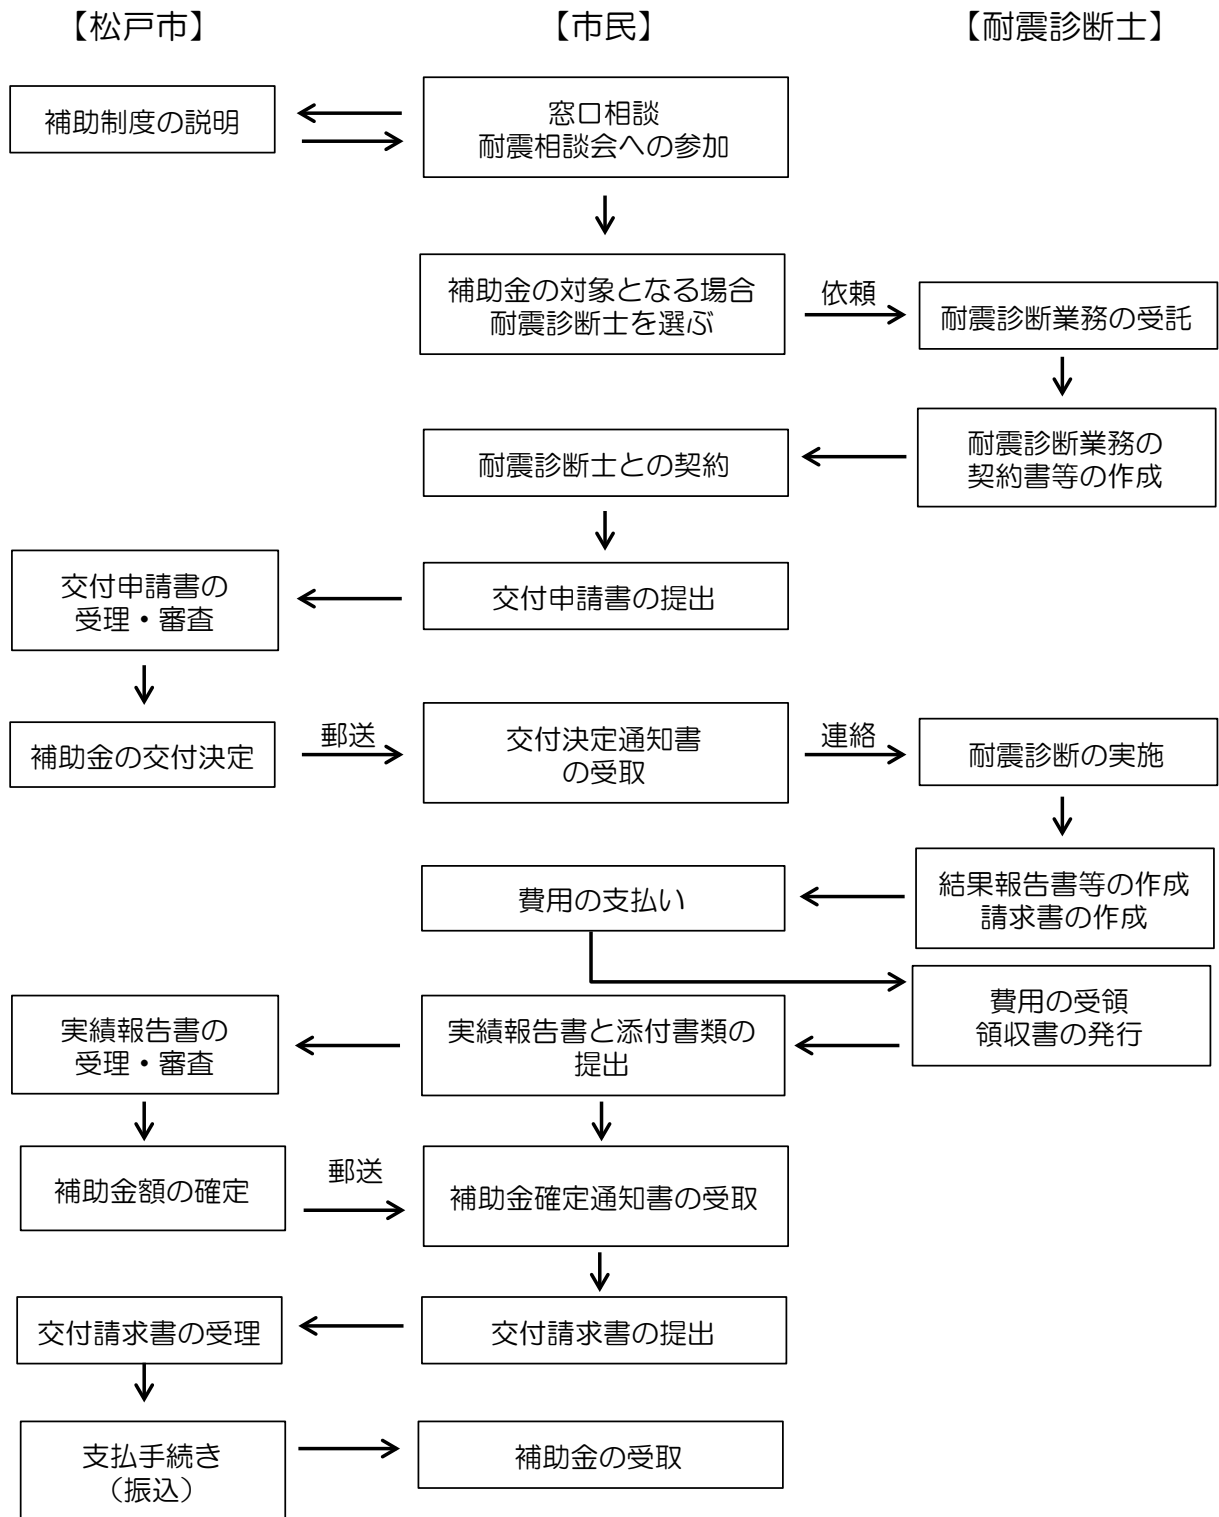 【松戸市】
【市民】
【耐震診断士】
補助制度の説明
窓口相談
耐震相談会への参加
補助金の対象となる場合
耐震診断士を選ぶ
依頼
耐震診断業務の受託
耐震診断業務の
契約書等の作成
耐震診断士との契約
交付申請書の提出
交付申請書の
受理・審査
補助金の交付決定
郵送
交付決定通知書
の受取
連絡
耐震診断の実施
結果報告書等の作成
請求書の作成
費用の支払い
費用の受領
領収書の発行
実績報告書と添付書類の
提出
実績報告書の
受理・審査
補助金額の確定
郵送
補助金確定通知書の受取
交付請求書の提出
交付請求書の受理
支払手続き
（振込）
補助金の受取